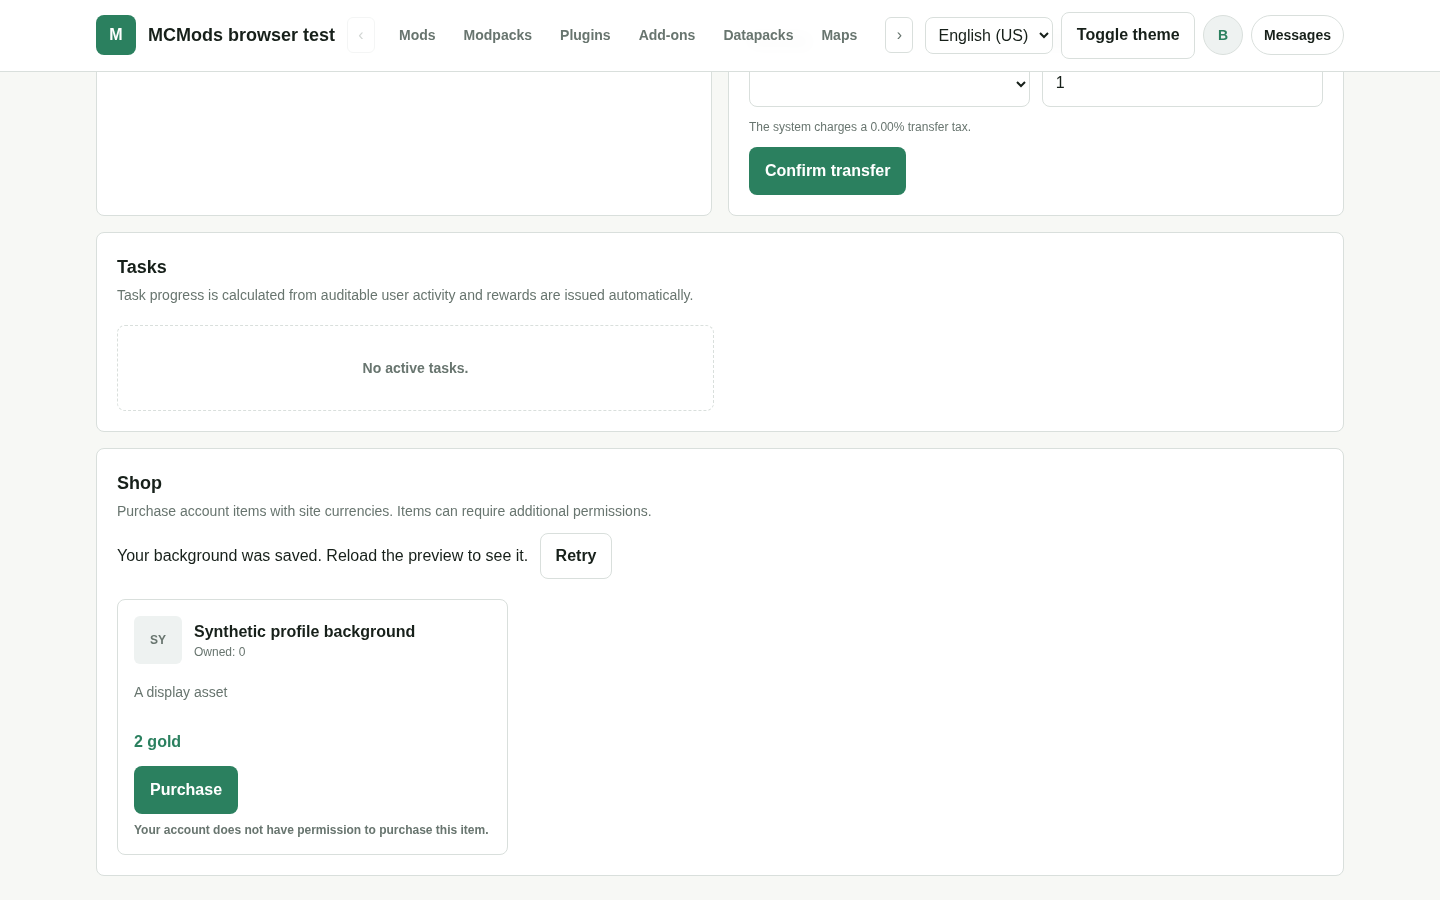 M MCMods browser test ‹ Mods Modpacks Plugins Add-ons Datapacks Maps › English (US) Toggle theme B Messages
1
The system charges a 0.00% transfer tax.
Confirm transfer
Tasks
Task progress is calculated from auditable user activity and rewards are issued automatically.
No active tasks.
Shop
Purchase account items with site currencies. Items can require additional permissions.
Your background was saved. Reload the preview to see it. Retry
SY Synthetic profile background
Owned: 0
A display asset
2 gold
Purchase
Your account does not have permission to purchase this item.